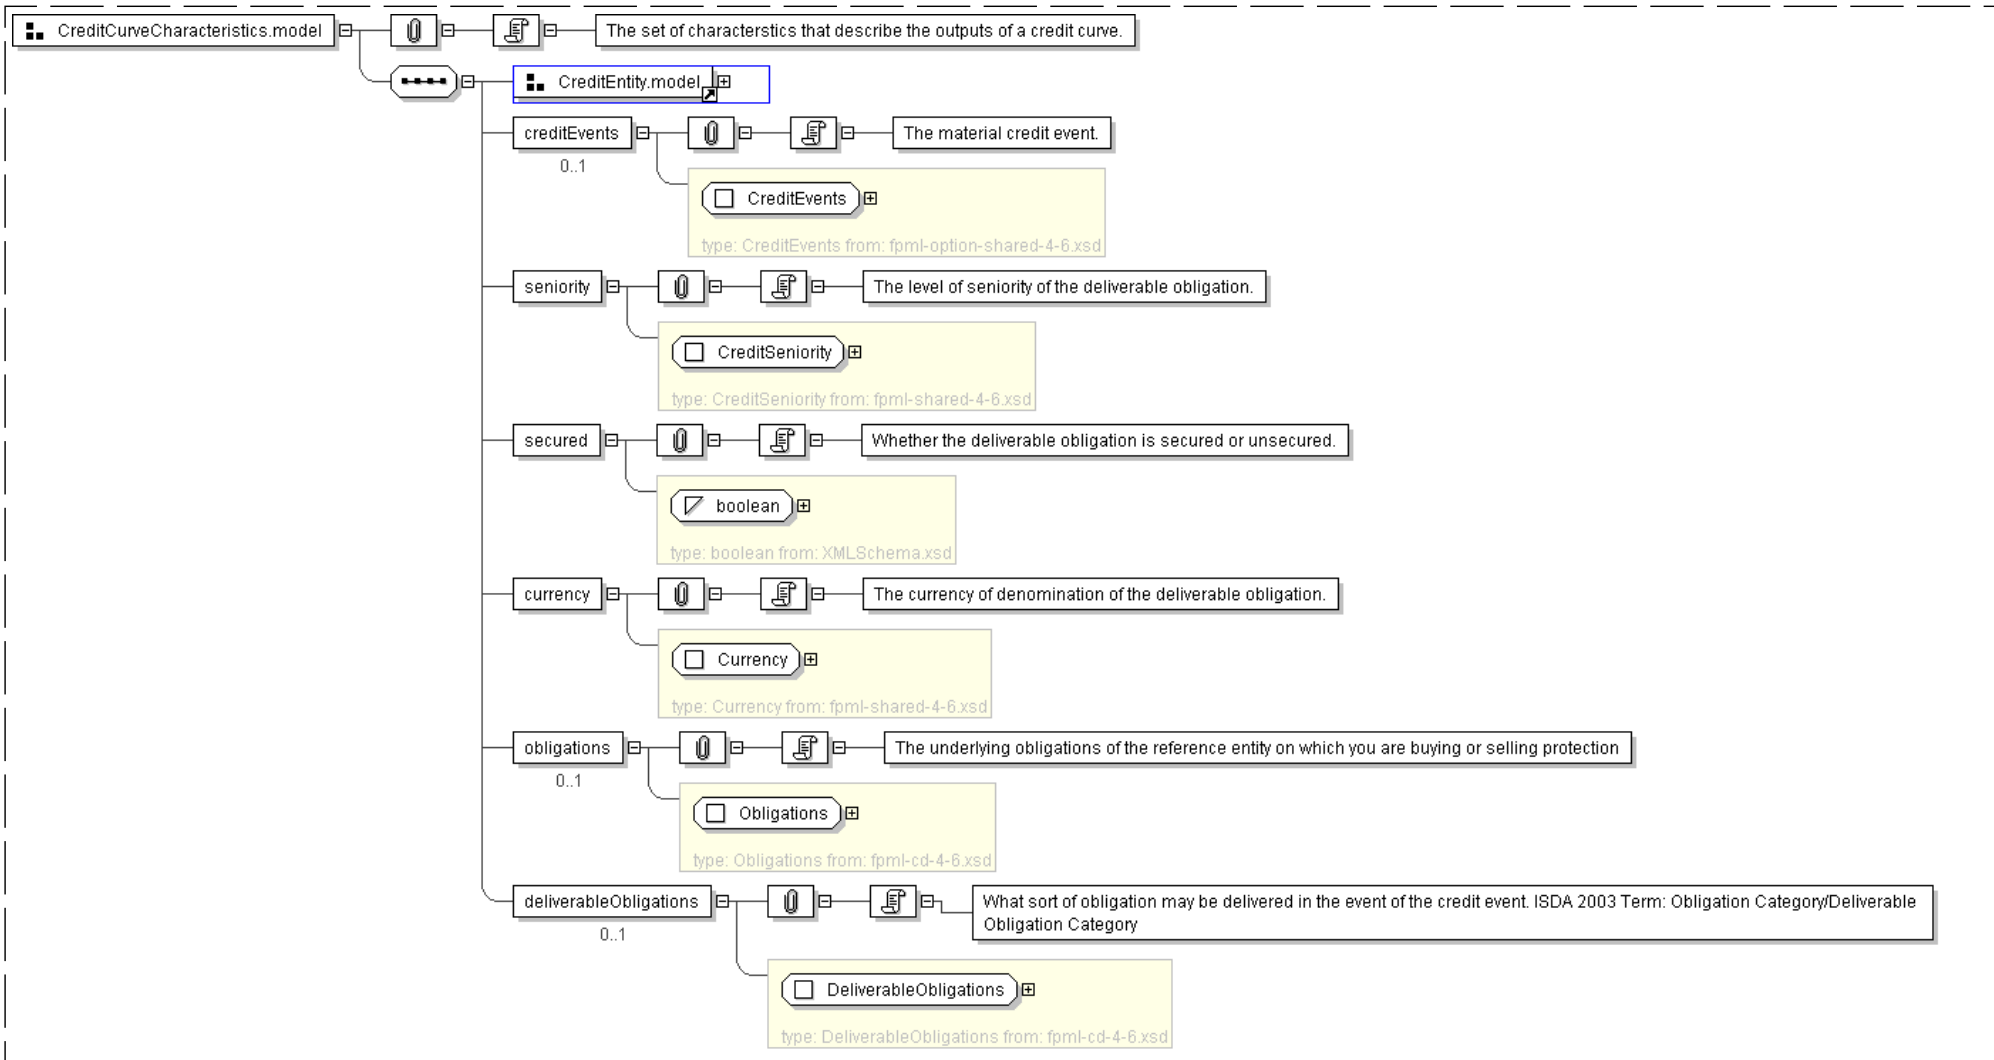 CreditCurveCharacteristics.model
The set of characterstics that describe the outputs of a credit curve.
CreditEntity.model
creditEvents
The material credit event.
0..1
CreditEvents
type: CreditEvents from: fpml-option-shared-4-6.xsd
seniority
The level of seniority of the deliverable obligation.
CreditSeniority
type: CreditSeniority from: fpml-shared-4-6.xsd
secured
Whether the deliverable obligation is secured or unsecured.
boolean
type: boolean from: XMLSchema.xsd
currency
The currency of denomination of the deliverable obligation.
Currency
type: Currency from: fpml-shared-4-6.xsd
obligations
The underlying obligations of the reference entity on which you are buying or selling protection
0..1
Obligations
type: Obligations from: fpml-cd-4-6.xsd
deliverableObligations
What sort of obligation may be delivered in the event of the credit event. ISDA 2003 Term: Obligation Category/Deliverable
Obligation Category
0..1
DeliverableObligations
type: DeliverableObligations from: fpml-cd-4-6.xsd